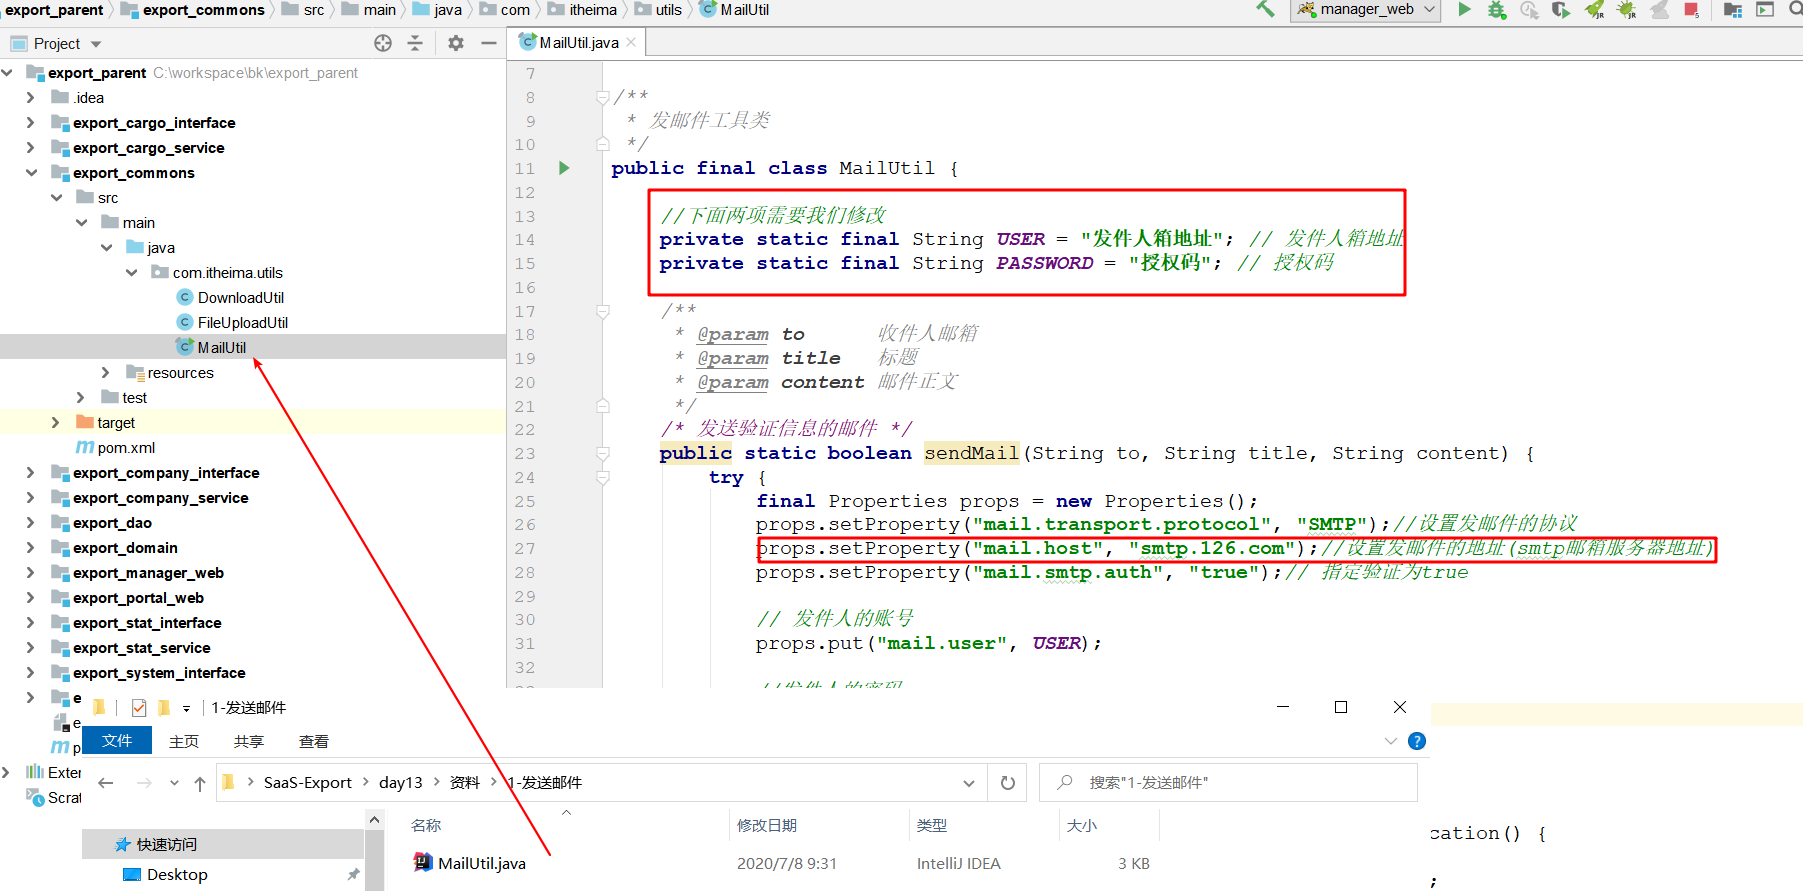 export_parent export_commons src main java com itheima utils MailUtil manager_web
Project
MailUtil.java
export_parent C:\workspace\bk\export_parent
.idea
export_cargo_interface
export_cargo_service
export_commons
src
main
java
com.itheima.utils
DownloadUtil
FileUploadUtil
MailUtil
resources
test
target
pom.xml
export_company_interface
export_company_service
export_dao
export_domain
export_manager_web
export_portal_web
export_stat_interface
export_stat_service
export_system_interface
e
e
p
Exter
Scrat
7
8 /**
9 * 发邮件工具类
10 */
11 public final class MailUtil {
12
13 //下面两项需要我们修改
14 private static final String USER = "发件人箱地址"; // 发件人箱地址
15 private static final String PASSWORD = "授权码"; // 授权码
16
17 /**
18 * @param to 收件人邮箱
19 * @param title 标题
20 * @param content 邮件正文
21 */
22 /* 发送验证信息的邮件 */
23 public static boolean sendMail(String to, String title, String content) {
24 try {
25 final Properties props = new Properties();
26 props.setProperty("mail.transport.protocol", "SMTP");//设置发邮件的协议
27 props.setProperty("mail.host", "smtp.126.com");//设置发邮件的地址(smtp邮箱服务器地址)
28 props.setProperty("mail.smtp.auth", "true");// 指定验证为true
29
30 // 发件人的账号
31 props.put("mail.user", USER);
32
//发件人的密码
1-发送邮件
文件 主页 共享 查看
SaaS-Export day13 资料 1-发送邮件 搜索"1-发送邮件"
名称 修改日期 类型 大小
快速访问
MailUtil.java 2020/7/8 9:31 IntelliJ IDEA 3 KB
Desktop
cation() {
;